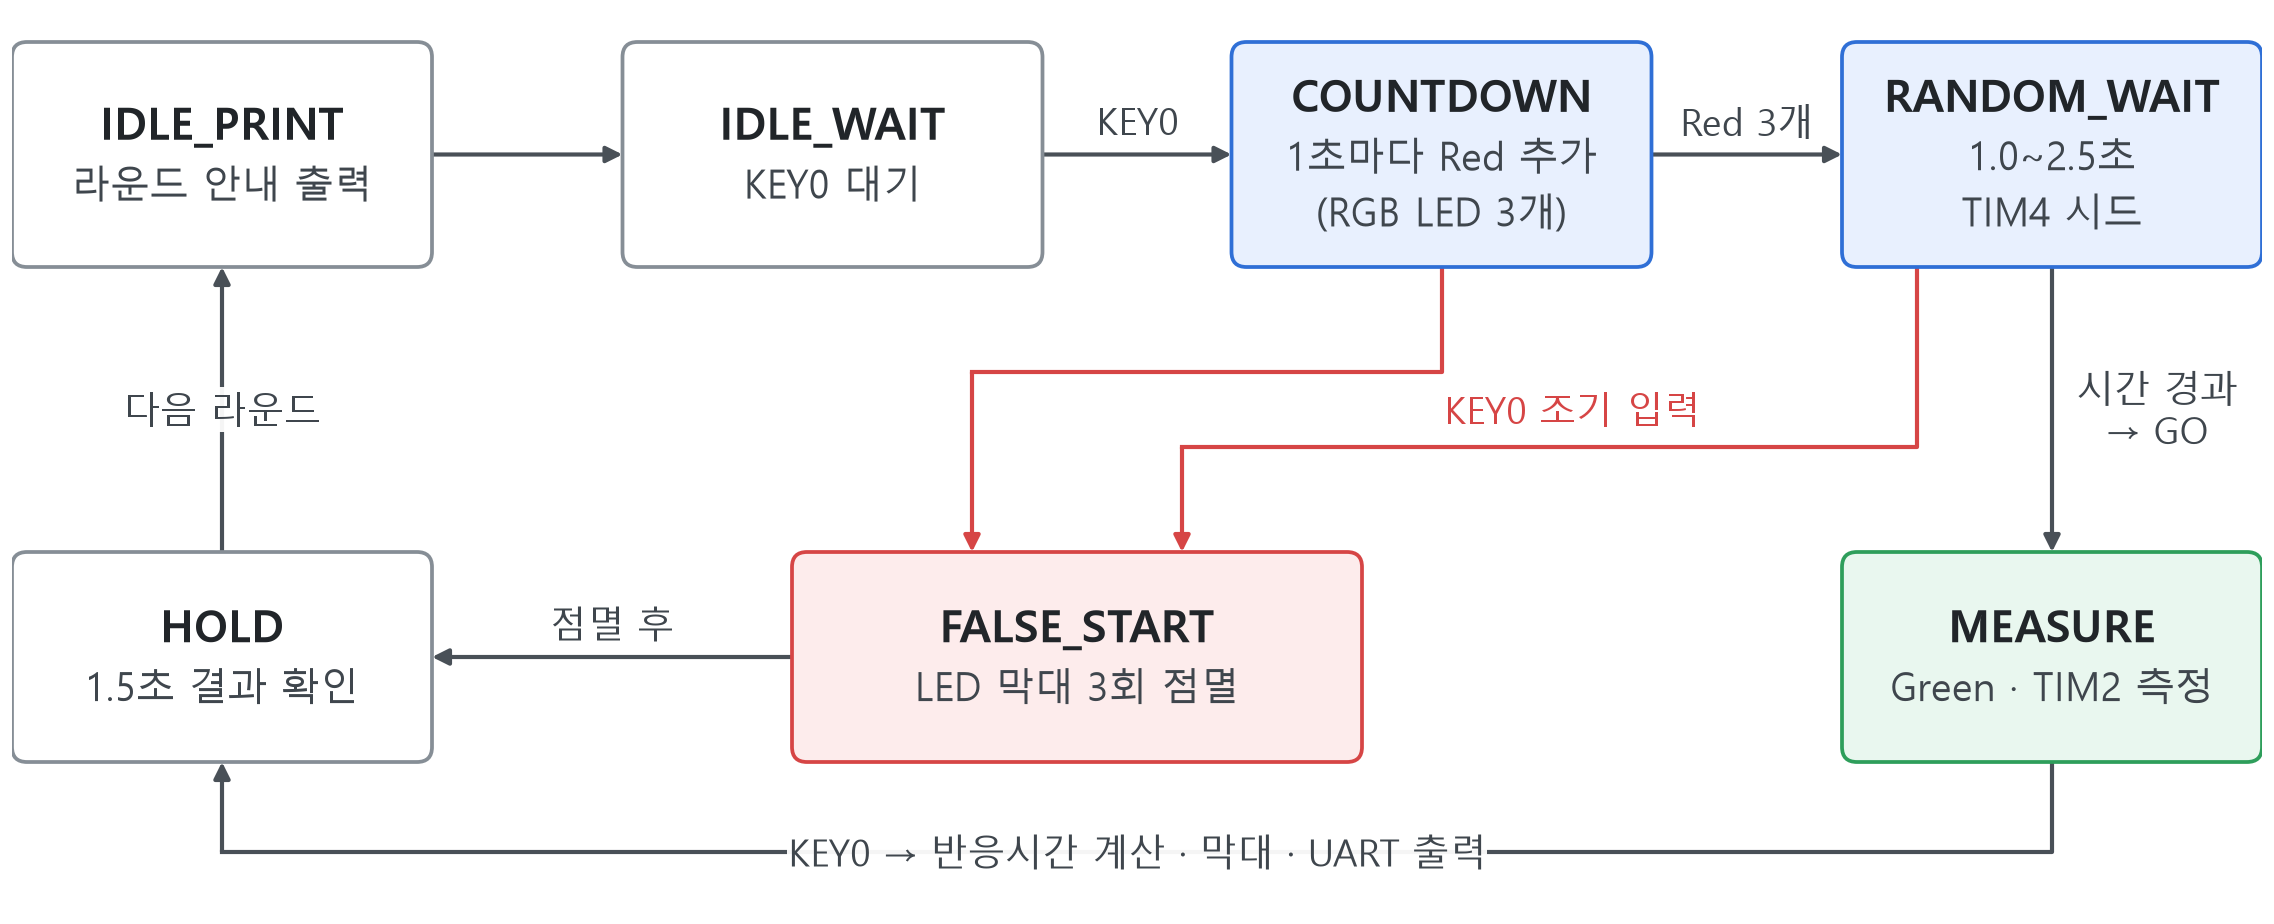 IDLE_PRINT
라운드 안내 출력
IDLE_WAIT
KEY0 대기
KEY0
COUNTDOWN
1초마다 Red 추가
(RGB LED 3개)
Red 3개
RANDOM_WAIT
1.0~2.5초
TIM4 시드
다음 라운드
KEY0 조기 입력
시간 경과
→ GO
HOLD
1.5초 결과 확인
점멸 후
FALSE_START
LED 막대 3회 점멸
MEASURE
Green · TIM2 측정
KEY0 → 반응시간 계산 · 막대 · UART 출력